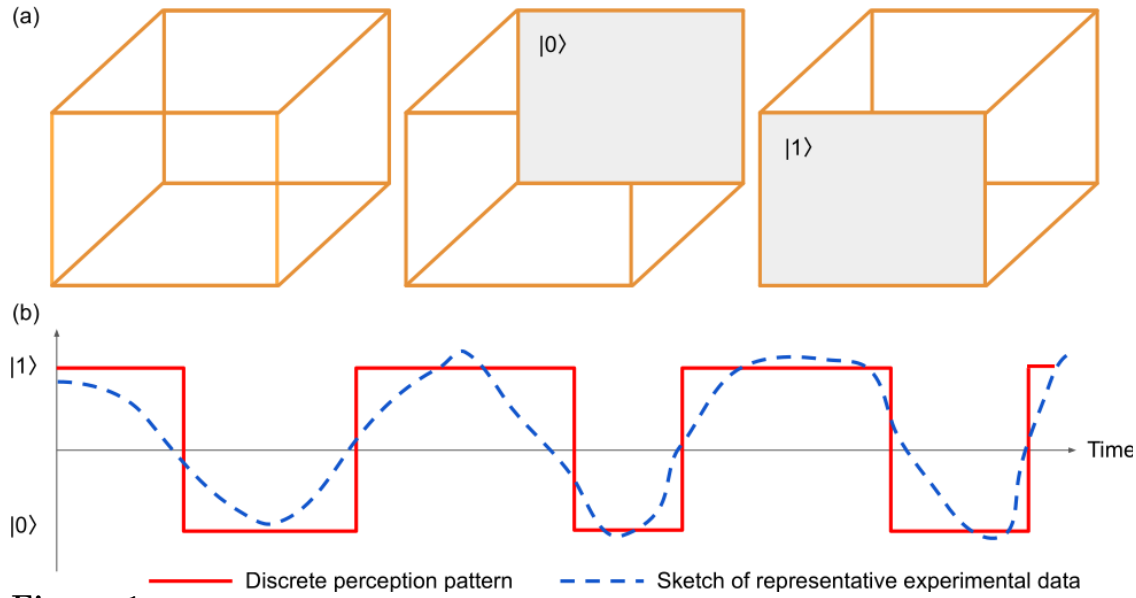 (a)
|0⟩
|1⟩
(b)
|1⟩
Time
|0⟩
Discrete perception pattern
Sketch of representative experimental data